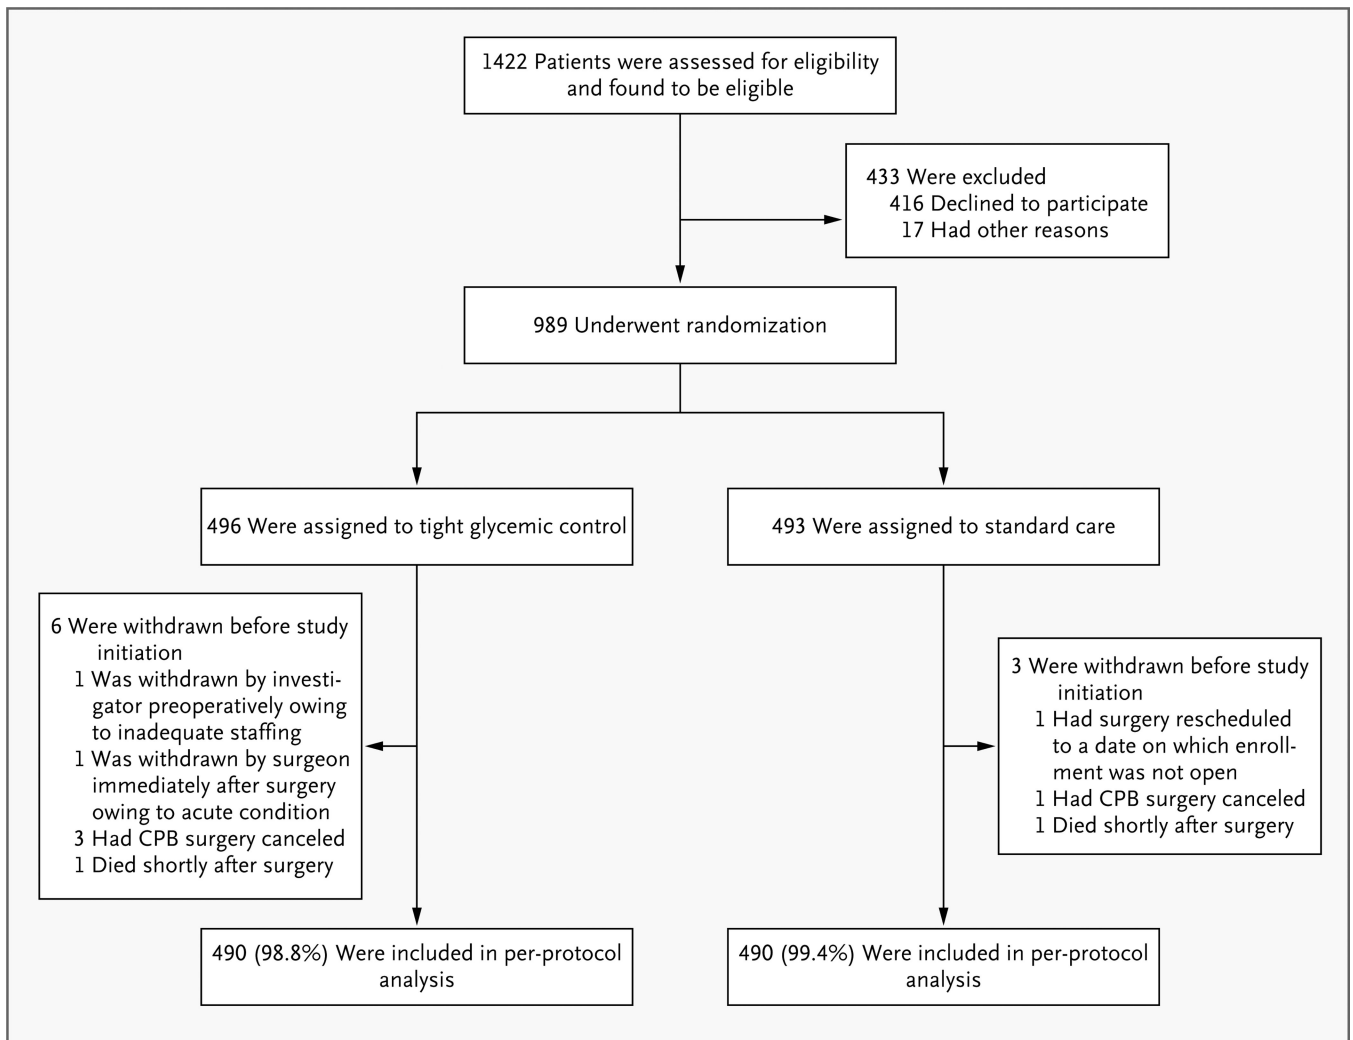 1422 Patients were assessed for eligibility
and found to be eligible
433 Were excluded
416 Declined to participate
17 Had other reasons
989 Underwent randomization
496 Were assigned to tight glycemic control
493 Were assigned to standard care
6 Were withdrawn before study
initiation
1 Was withdrawn by investi-
gator preoperatively owing
to inadequate staffing
1 Was withdrawn by surgeon
immediately after surgery
owing to acute condition
3 Had CPB surgery canceled
1 Died shortly after surgery
3 Were withdrawn before study
initiation
1 Had surgery rescheduled
to a date on which enroll-
ment was not open
1 Had CPB surgery canceled
1 Died shortly after surgery
490 (98.8%) Were included in per-protocol
analysis
490 (99.4%) Were included in per-protocol
analysis